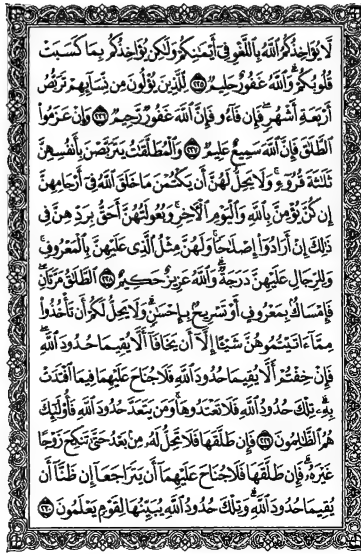 لَّا يُؤَاخِذُكُمُ ٱللَّهُ بِٱللَّغۡوِ فِيٓ أَيۡمَٰنِكُمۡ وَلَٰكِن يُؤَاخِذُكُم بِمَا كَسَبَتۡ
قُلُوبُكُمۡۗ وَٱللَّهُ غَفُورٌ حَلِيمٞ ٢٢٥ لِّلَّذِينَ يُؤۡلُونَ مِن نِّسَآئِهِمۡ تَرَبُّصُ
أَرۡبَعَةِ أَشۡهُرٖۖ فَإِن فَآءُو فَإِنَّ ٱللَّهَ غَفُورٞ رَّحِيمٞ ٢٢٦ وَإِنۡ عَزَمُواْ
ٱلطَّلَٰقَ فَإِنَّ ٱللَّهَ سَمِيعٌ عَلِيمٞ ٢٢٧ وَٱلۡمُطَلَّقَٰتُ يَتَرَبَّصۡنَ بِأَنفُسِهِنَّ
ثَلَٰثَةَ قُرُوٓءٖۚ وَلَا يَحِلُّ لَهُنَّ أَن يَكۡتُمۡنَ مَا خَلَقَ ٱللَّهُ فِيٓ أَرۡحَامِهِنَّ
إِن كُنَّ يُؤۡمِنَّ بِٱللَّهِ وَٱلۡيَوۡمِ ٱلۡأٓخِرِۚ وَبُعُولَتُهُنَّ أَحَقُّ بِرَدِّهِنَّ فِي
ذَٰلِكَ إِنۡ أَرَادُوٓاْ إِصۡلَٰحٗاۚ وَلَهُنَّ مِثۡلُ ٱلَّذِي عَلَيۡهِنَّ بِٱلۡمَعۡرُوفِۚ
وَلِلرِّجَالِ عَلَيۡهِنَّ دَرَجَةٞۗ وَٱللَّهُ عَزِيزٌ حَكِيمٌ ٢٢٨ ٱلطَّلَٰقُ مَرَّتَانِۖ
فَإِمۡسَاكُۢ بِمَعۡرُوفٍ أَوۡ تَسۡرِيحُۢ بِإِحۡسَٰنٖۗ وَلَا يَحِلُّ لَكُمۡ أَن تَأۡخُذُواْ
مِمَّآ ءَاتَيۡتُمُوهُنَّ شَيۡـًٔا إِلَّآ أَن يَخَافَآ أَلَّا يُقِيمَا حُدُودَ ٱللَّهِۖ
فَإِنۡ خِفۡتُمۡ أَلَّا يُقِيمَا حُدُودَ ٱللَّهِ فَلَا جُنَاحَ عَلَيۡهِمَا فِيمَا ٱفۡتَدَتۡ
بِهِۦۗ تِلۡكَ حُدُودُ ٱللَّهِ فَلَا تَعۡتَدُوهَاۚ وَمَن يَتَعَدَّ حُدُودَ ٱللَّهِ فَأُوْلَٰٓئِكَ
هُمُ ٱلظَّٰلِمُونَ ٢٢٩ فَإِن طَلَّقَهَا فَلَا تَحِلُّ لَهُۥ مِنۢ بَعۡدُ حَتَّىٰ تَنكِحَ زَوۡجًا
غَيۡرَهُۥۗ فَإِن طَلَّقَهَا فَلَا جُنَاحَ عَلَيۡهِمَآ أَن يَتَرَاجَعَآ إِن ظَنَّآ أَن
يُقِيمَا حُدُودَ ٱللَّهِۗ وَتِلۡكَ حُدُودُ ٱللَّهِ يُبَيِّنُهَا لِقَوۡمٖ يَعۡلَمُونَ ٢٣٠